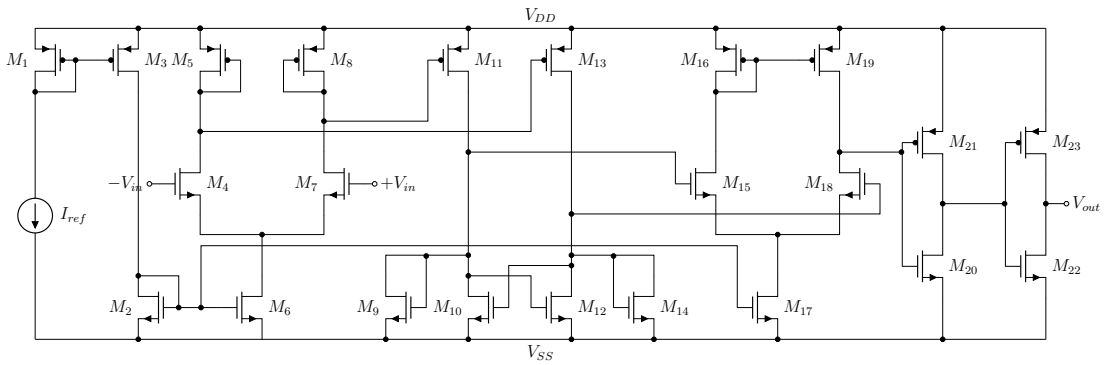 V_DD
M_1
M_3
M_5
M_8
M_11
M_13
M_16
M_19
M_21
M_23
−V_in
M_4
M_7
+V_in
M_15
M_18
I_ref
V_out
M_20
M_22
M_2
M_6
M_9
M_10
M_12
M_14
M_17
V_SS